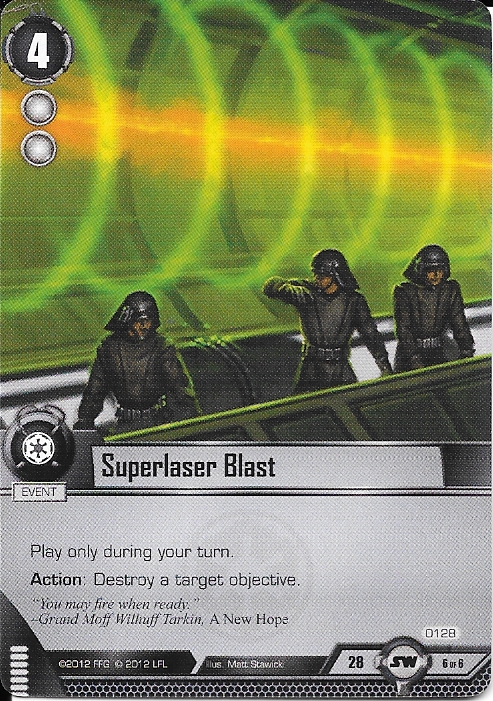 4
Superlaser Blast
EVENT
Play only during your turn.
Action: Destroy a target objective.
"You may fire when ready."
–Grand Moff Wilhuff Tarkin, A New Hope
0128
©2012 FFG © 2012 LFL Illus. Matt Stawicki 28 SW 6 OF 6